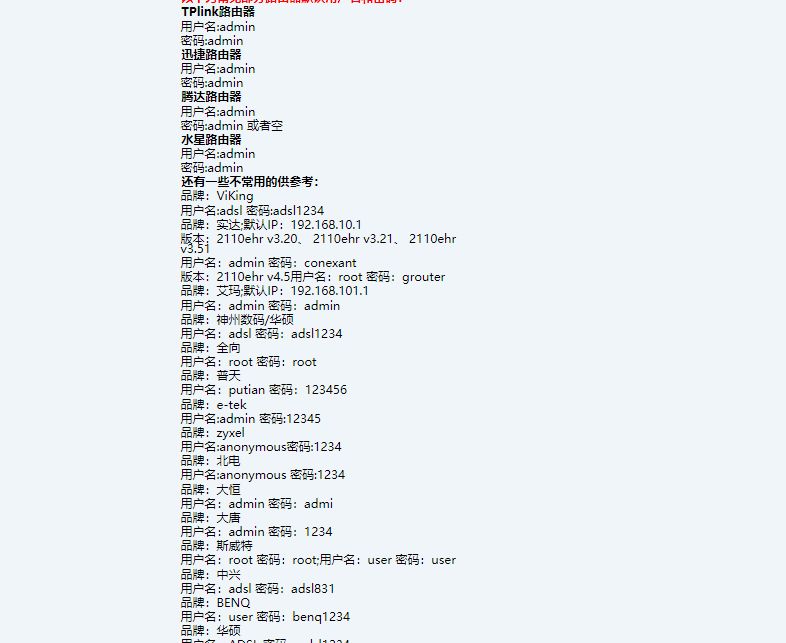 TPlink路由器
用户名:admin
密码:admin
迅捷路由器
用户名:admin
密码:admin
腾达路由器
用户名:admin
密码:admin 或者空
水星路由器
用户名:admin
密码:admin
还有一些不常用的供参考：
品牌：ViKing
用户名:adsl 密码:adsl1234
品牌：实达;默认IP：192.168.10.1
版本：2110ehr v3.20、 2110ehr v3.21、 2110ehr
v3.51
用户名：admin 密码：conexant
版本：2110ehr v4.5用户名：root 密码：grouter
品牌：艾玛;默认IP：192.168.101.1
用户名：admin 密码：admin
品牌：神州数码/华硕
用户名：adsl 密码：adsl1234
品牌：全向
用户名：root 密码：root
品牌：普天
用户名：putian 密码：123456
品牌：e-tek
用户名:admin 密码:12345
品牌：zyxel
用户名:anonymous密码:1234
品牌：北电
用户名:anonymous 密码:1234
品牌：大恒
用户名：admin 密码：admi
品牌：大唐
用户名：admin 密码：1234
品牌：斯威特
用户名：root 密码：root;用户名：user 密码：user
品牌：中兴
用户名：adsl 密码：adsl831
品牌：BENQ
用户名：user 密码：benq1234
品牌：华硕